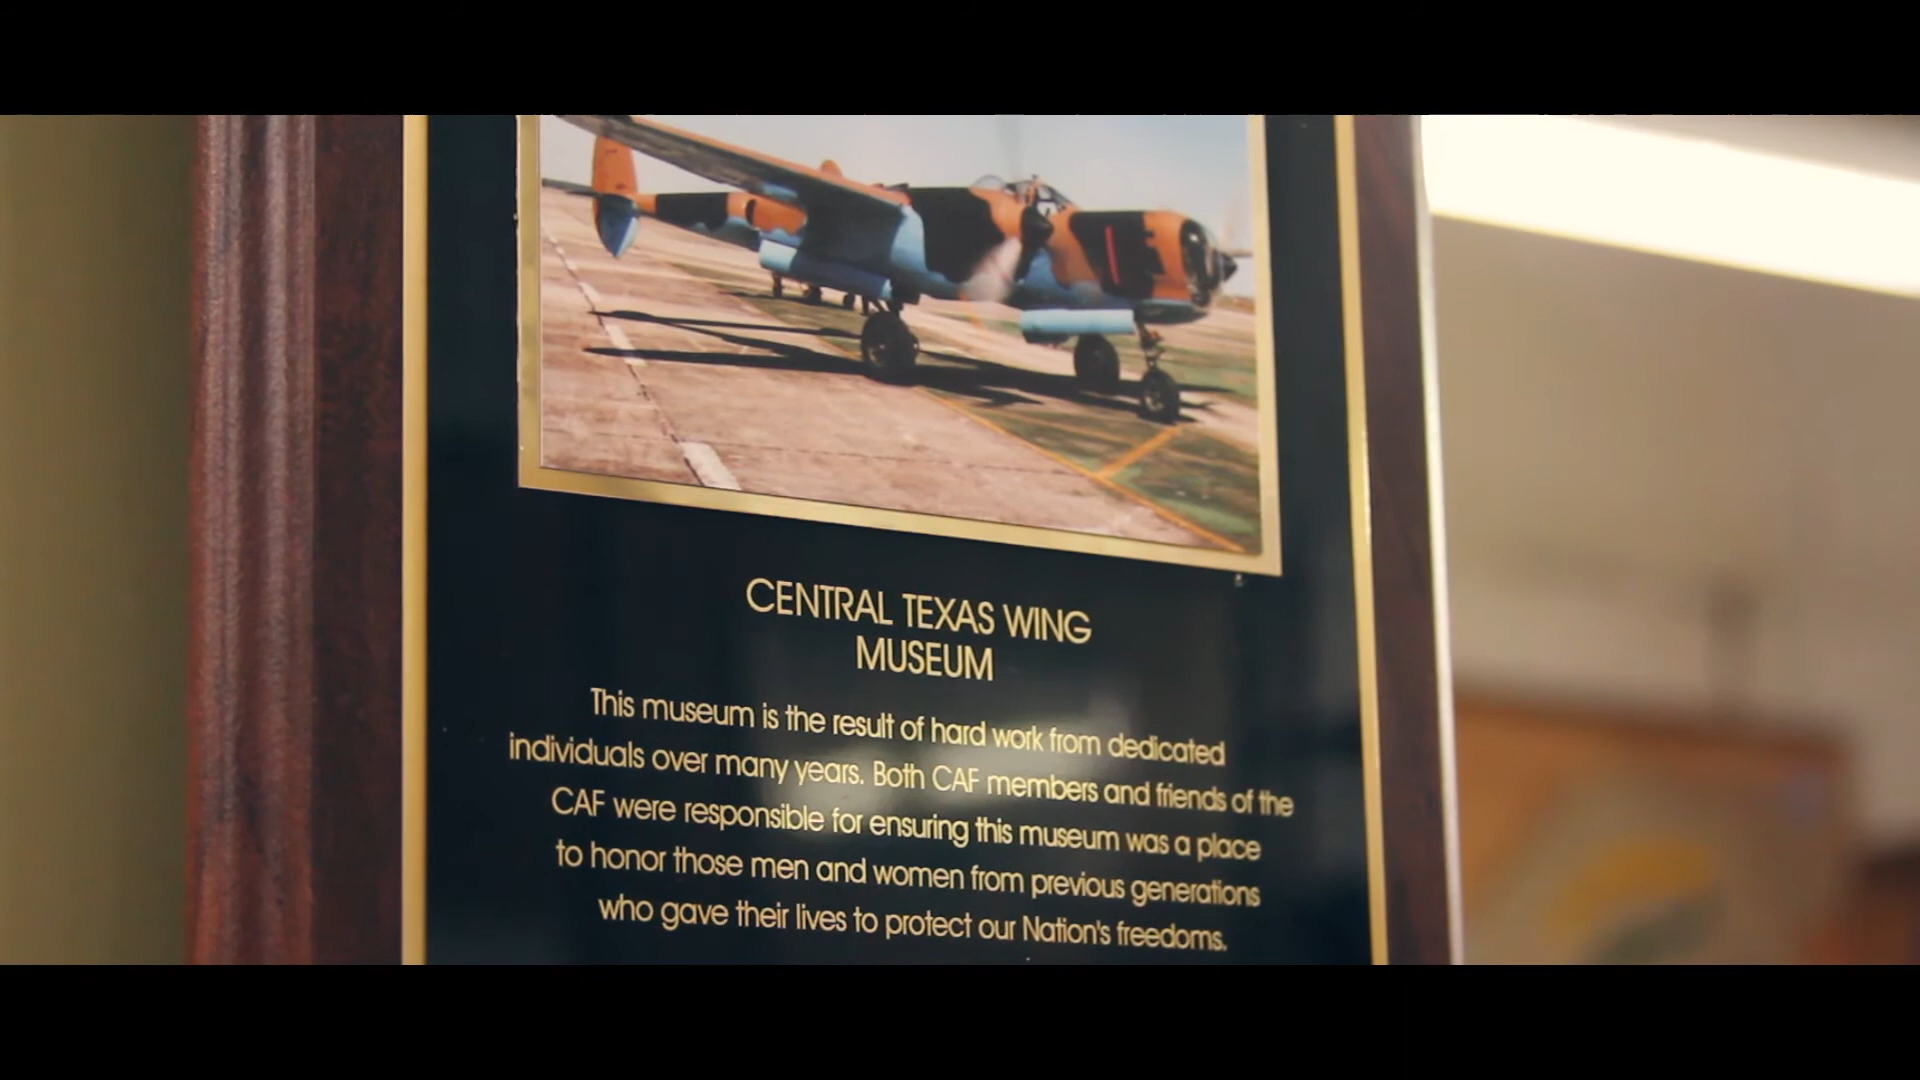 CENTRAL TEXAS WING
MUSEUM
This museum is the result of hard work from dedicated
individuals over many years. Both CAF members and friends of the
CAF were responsible for ensuring this museum was a place
to honor those men and women from previous generations
who gave their lives to protect our Nation's freedoms.